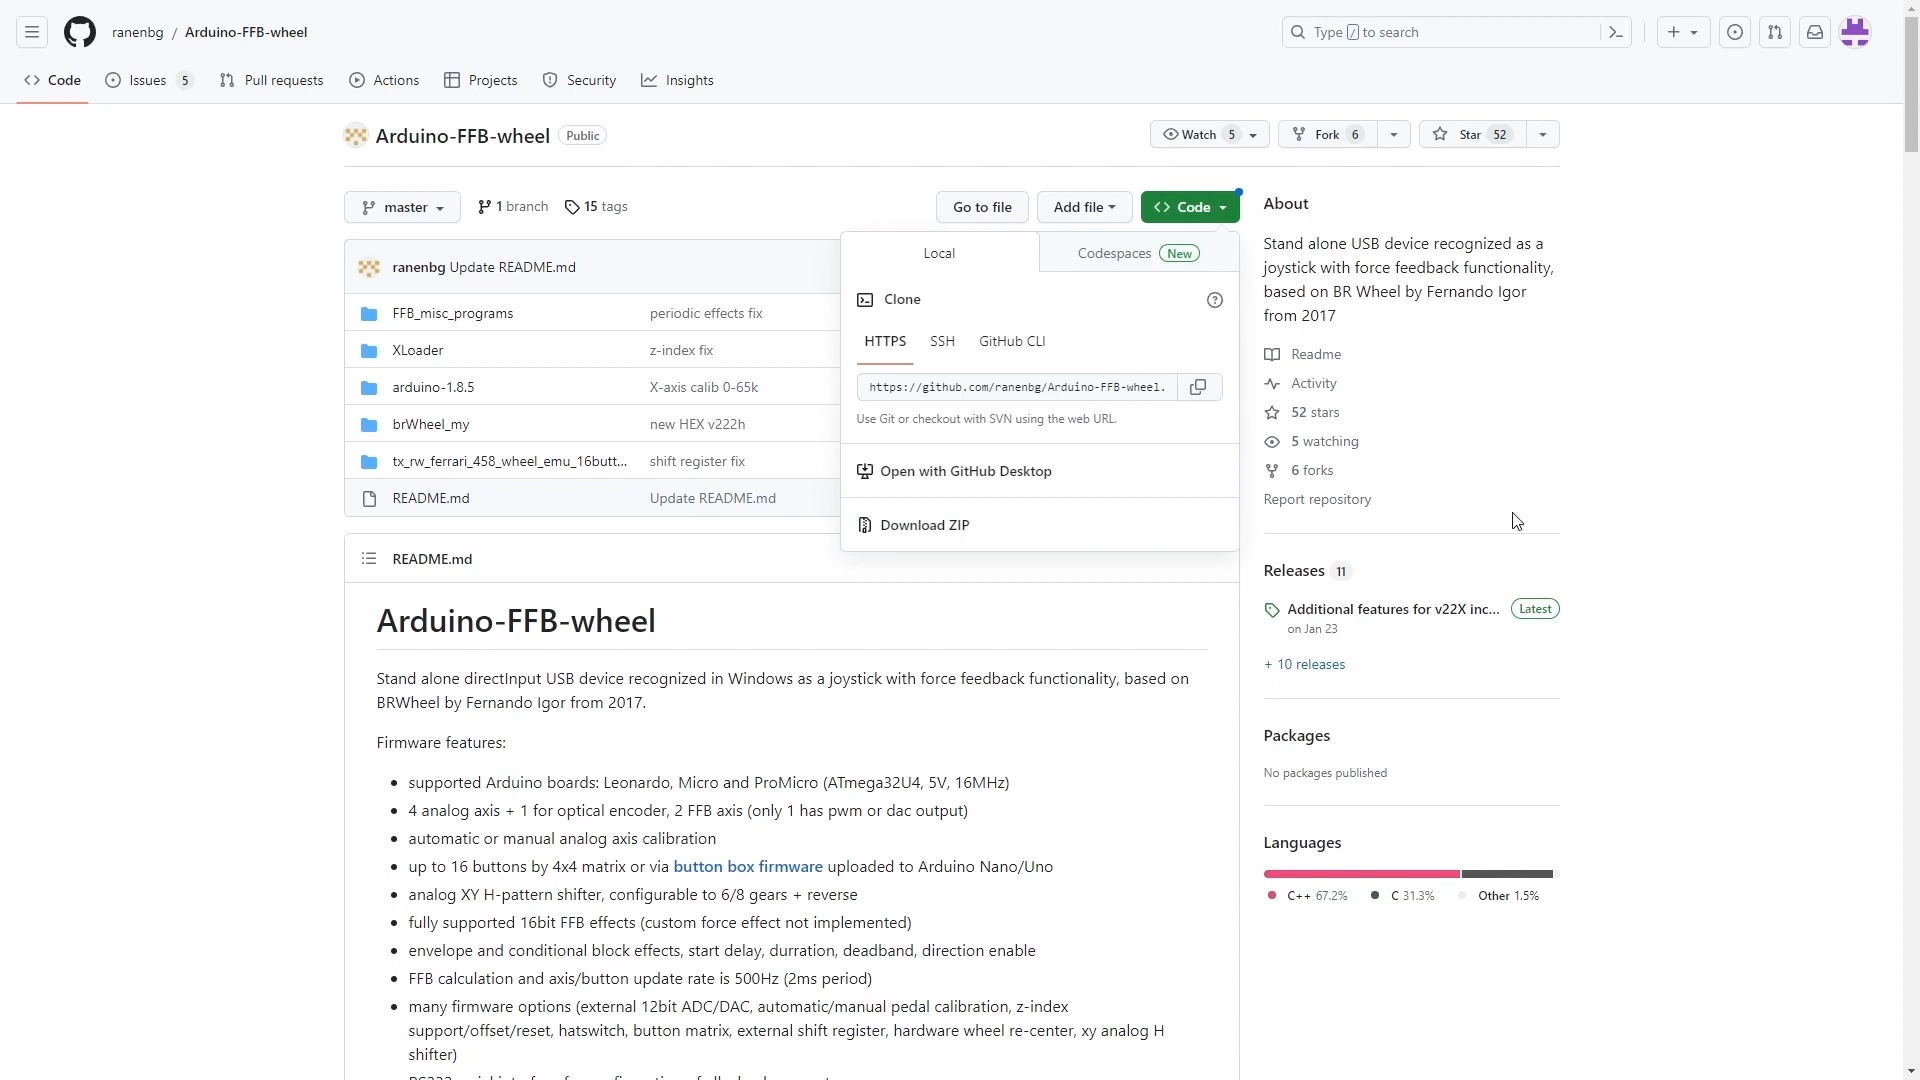 ranenbg / Arduino-FFB-wheel
Type / to search
Code
Issues 5
Pull requests
Actions
Projects
Security
Insights
Arduino-FFB-wheel Public
Watch 5
Fork 6
Star 52
master
1 branch
15 tags
Go to file
Add file
Code
About
Stand alone USB device recognized as a
joystick with force feedback functionality,
based on BR Wheel by Fernando Igor
from 2017
Readme
Activity
52 stars
5 watching
6 forks
Report repository
Local
Codespaces New
Clone
HTTPS
SSH
GitHub CLI
https://github.com/ranenbg/Arduino-FFB-wheel.
Use Git or checkout with SVN using the web URL.
Open with GitHub Desktop
Download ZIP
ranenbg Update README.md
FFB_misc_programs periodic effects fix
XLoader z-index fix
arduino-1.8.5 X-axis calib 0-65k
brWheel_my new HEX v222h
tx_rw_ferrari_458_wheel_emu_16butt... shift register fix
README.md Update README.md
Releases 11
Additional features for v22X inc... Latest
on Jan 23
+ 10 releases
Packages
No packages published
Languages
C++ 67.2% C 31.3% Other 1.5%
README.md
Arduino-FFB-wheel
Stand alone directInput USB device recognized in Windows as a joystick with force feedback functionality, based on
BRWheel by Fernando Igor from 2017.
Firmware features:
• supported Arduino boards: Leonardo, Micro and ProMicro (ATmega32U4, 5V, 16MHz)
• 4 analog axis + 1 for optical encoder, 2 FFB axis (only 1 has pwm or dac output)
• automatic or manual analog axis calibration
• up to 16 buttons by 4x4 matrix or via button box firmware uploaded to Arduino Nano/Uno
• analog XY H-pattern shifter, configurable to 6/8 gears + reverse
• fully supported 16bit FFB effects (custom force effect not implemented)
• envelope and conditional block effects, start delay, durration, deadband, direction enable
• FFB calculation and axis/button update rate is 500Hz (2ms period)
• many firmware options (external 12bit ADC/DAC, automatic/manual pedal calibration, z-index
support/offset/reset, hatswitch, button matrix, external shift register, hardware wheel re-center, xy analog H
shifter)